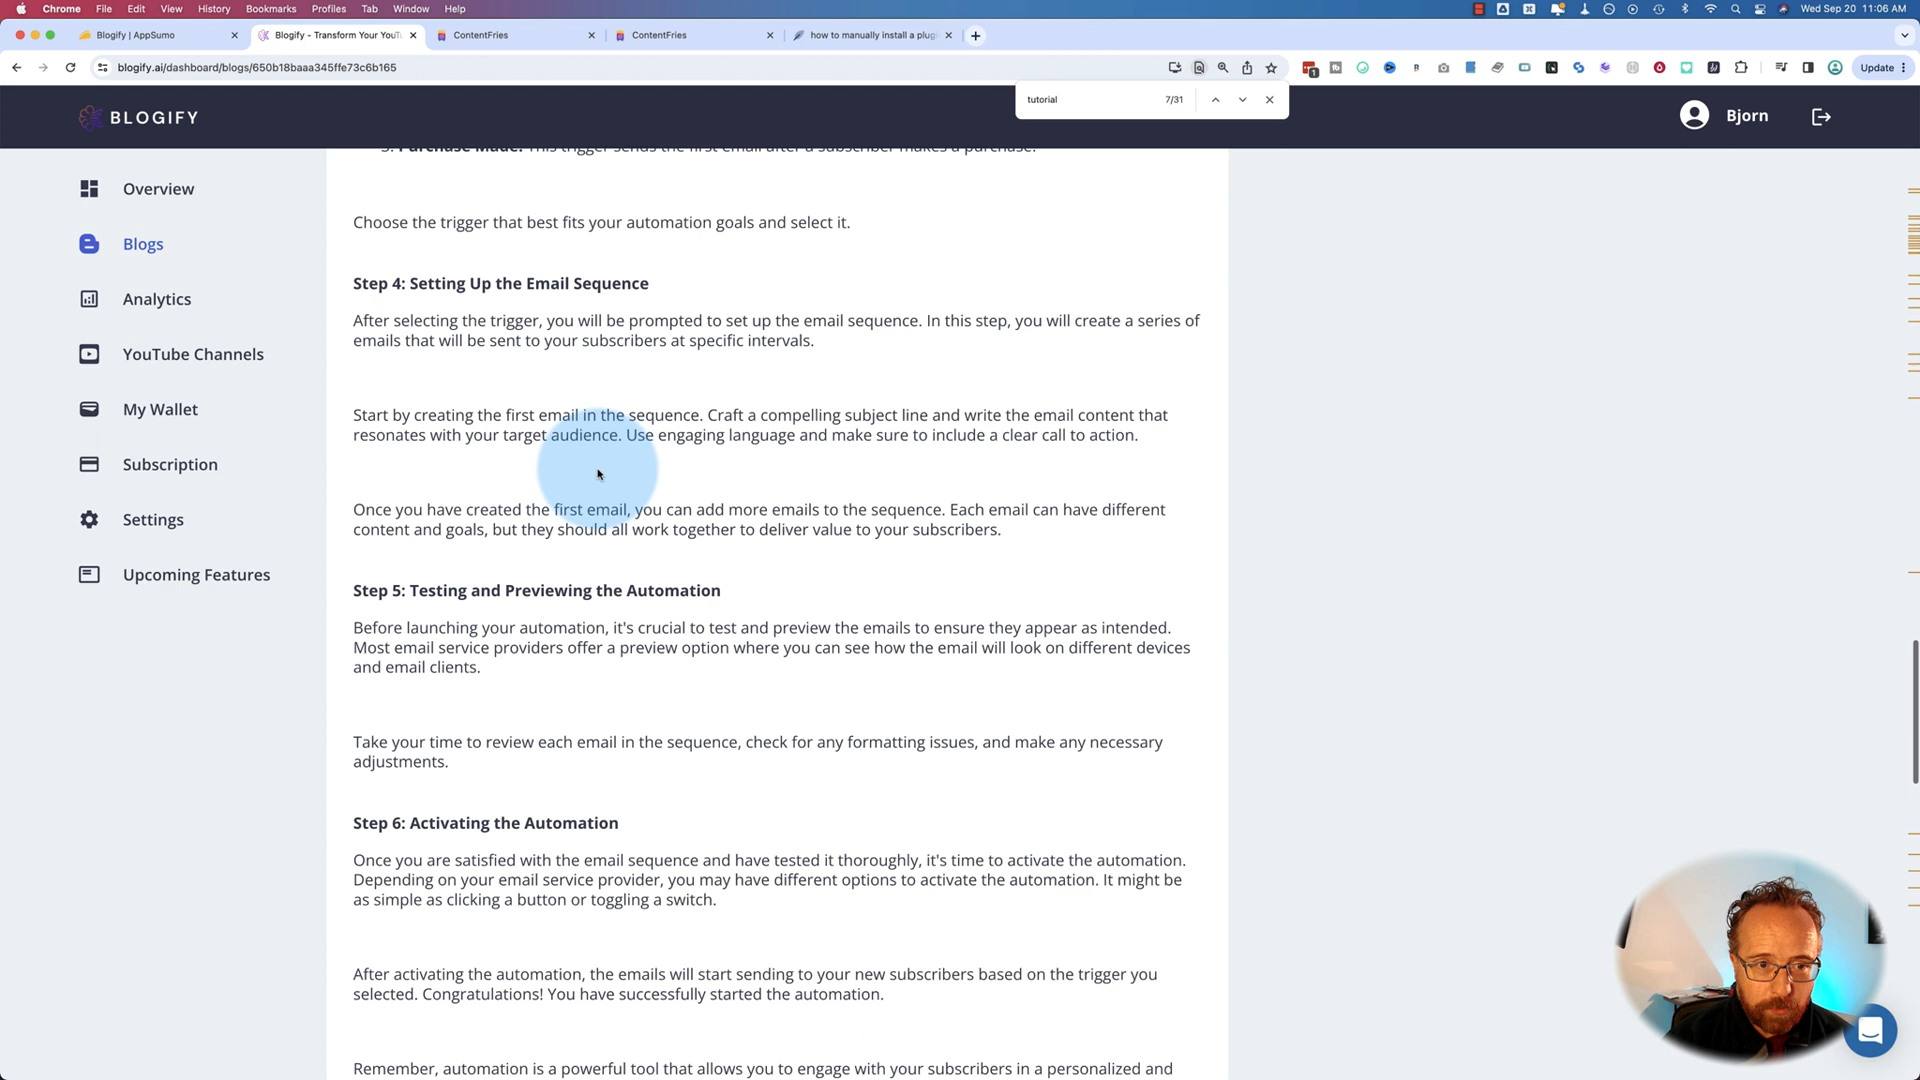 Chrome File Edit View History Bookmarks Profiles Tab Window Help Wed Sep 20 11:06 AM
Blogify | AppSumo
Blogify - Transform Your YouT
ContentFries
ContentFries
how to manually install a plug
blogify.ai/dashboard/blogs/650b18baaa345ffe73c6b165
Update
tutorial 7/31
BLOGIFY
Bjorn
Overview
Blogs
Analytics
YouTube Channels
My Wallet
Subscription
Settings
Upcoming Features
3. Purchase Made: This trigger sends the first email after a subscriber makes a purchase.
Choose the trigger that best fits your automation goals and select it.
Step 4: Setting Up the Email Sequence
After selecting the trigger, you will be prompted to set up the email sequence. In this step, you will create a series of
emails that will be sent to your subscribers at specific intervals.
Start by creating the first email in the sequence. Craft a compelling subject line and write the email content that
resonates with your target audience. Use engaging language and make sure to include a clear call to action.
Once you have created the first email, you can add more emails to the sequence. Each email can have different
content and goals, but they should all work together to deliver value to your subscribers.
Step 5: Testing and Previewing the Automation
Before launching your automation, it's crucial to test and preview the emails to ensure they appear as intended.
Most email service providers offer a preview option where you can see how the email will look on different devices
and email clients.
Take your time to review each email in the sequence, check for any formatting issues, and make any necessary
adjustments.
Step 6: Activating the Automation
Once you are satisfied with the email sequence and have tested it thoroughly, it's time to activate the automation.
Depending on your email service provider, you may have different options to activate the automation. It might be
as simple as clicking a button or toggling a switch.
After activating the automation, the emails will start sending to your new subscribers based on the trigger you
selected. Congratulations! You have successfully started the automation.
Remember, automation is a powerful tool that allows you to engage with your subscribers in a personalized and